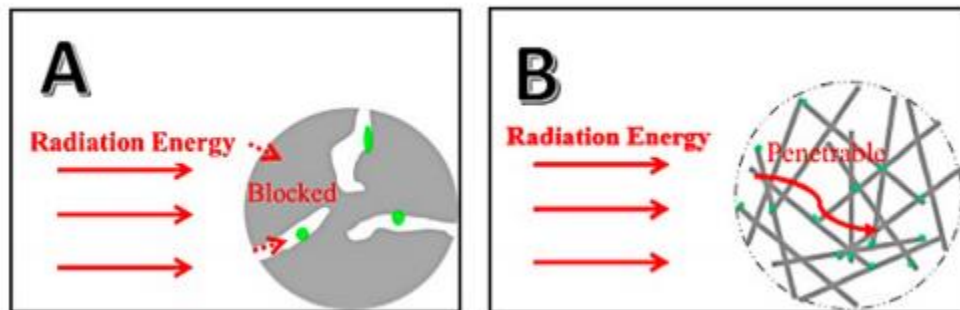 A
Radiation Energy
Blocked
B
Radiation Energy
Penetrable